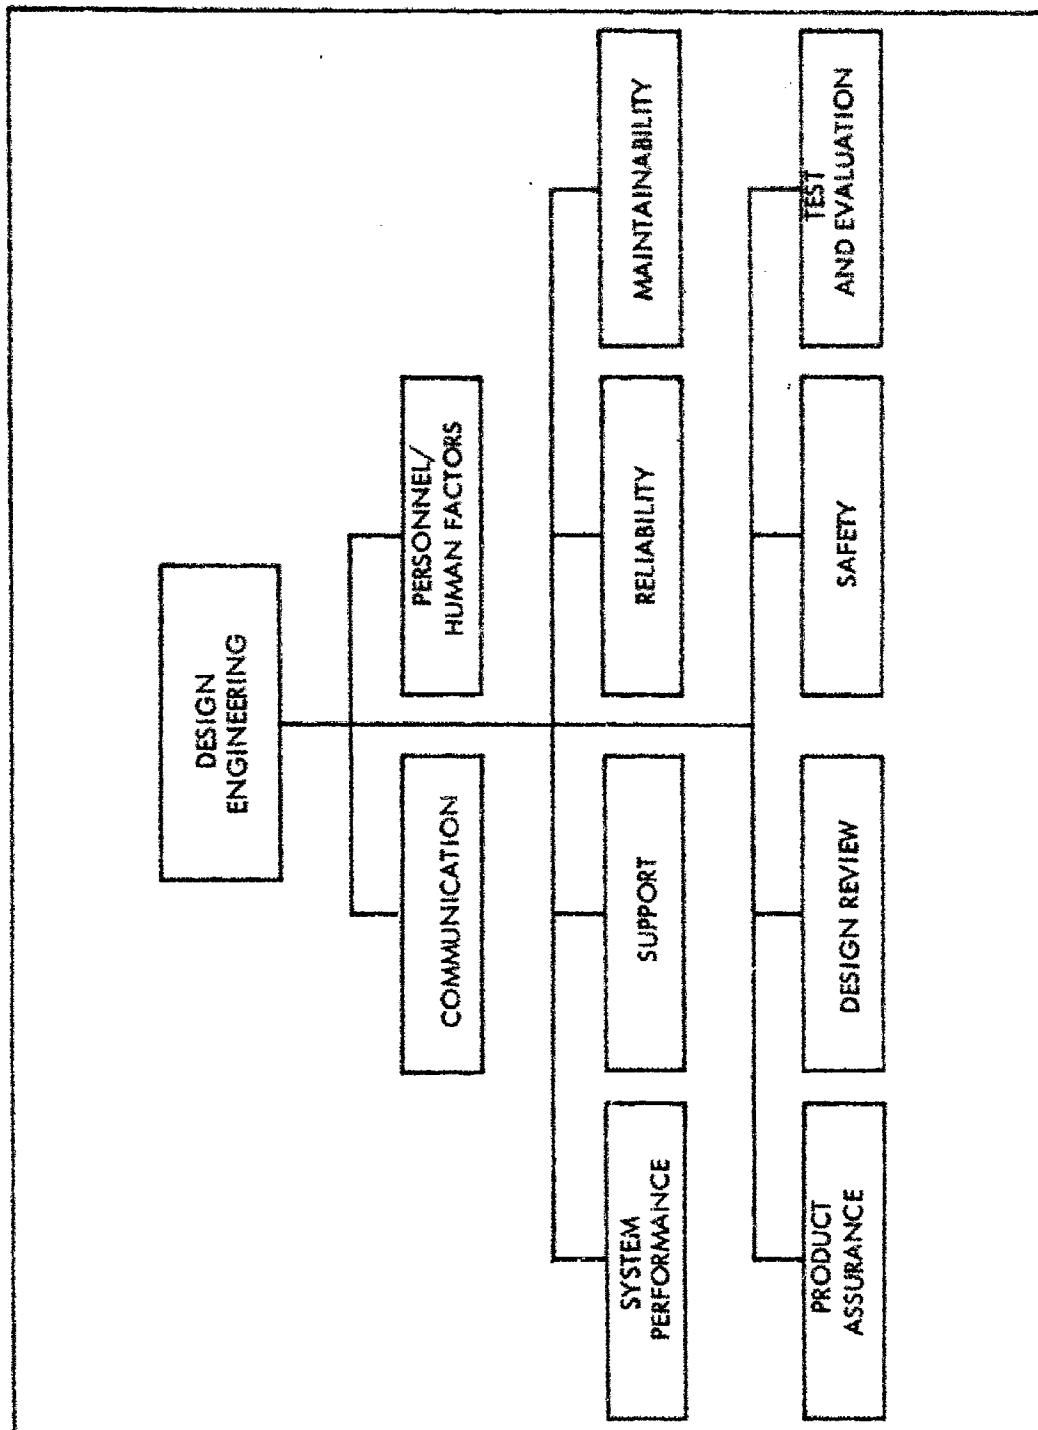 DESIGN
ENGINEERING
COMMUNICATION
PERSONNEL/
HUMAN FACTORS
SYSTEM
PERFORMANCE
SUPPORT
RELIABILITY
MAINTAINABILITY
PRODUCT
ASSURANCE
DESIGN REVIEW
SAFETY
TEST
AND EVALUATION